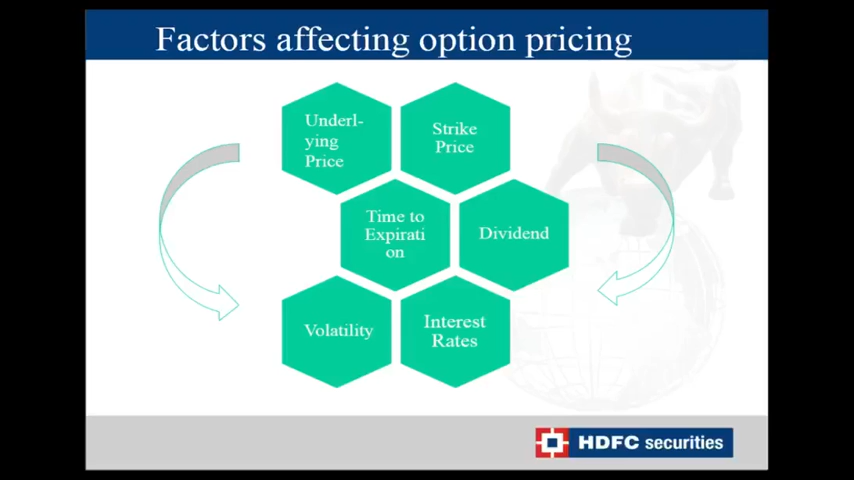 Factors affecting option pricing
Underl-
ying
Price
Strike
Price
Time to
Expirati
on
Dividend
Volatility
Interest
Rates
HDFC securities